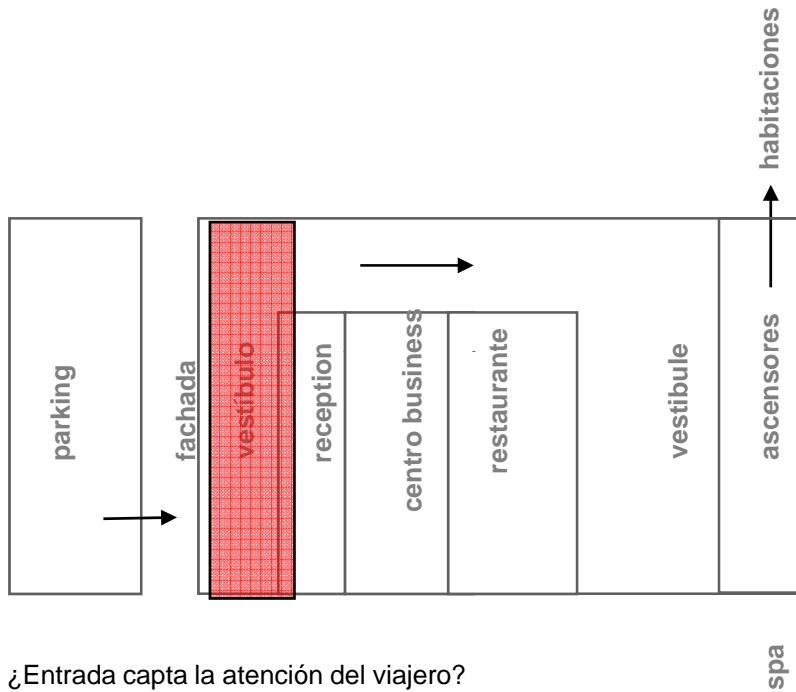 habitaciones
parking
fachada
vestíbulo
reception
centro business
restaurante
vestibule
ascensores
¿Entrada capta la atención del viajero?
spa